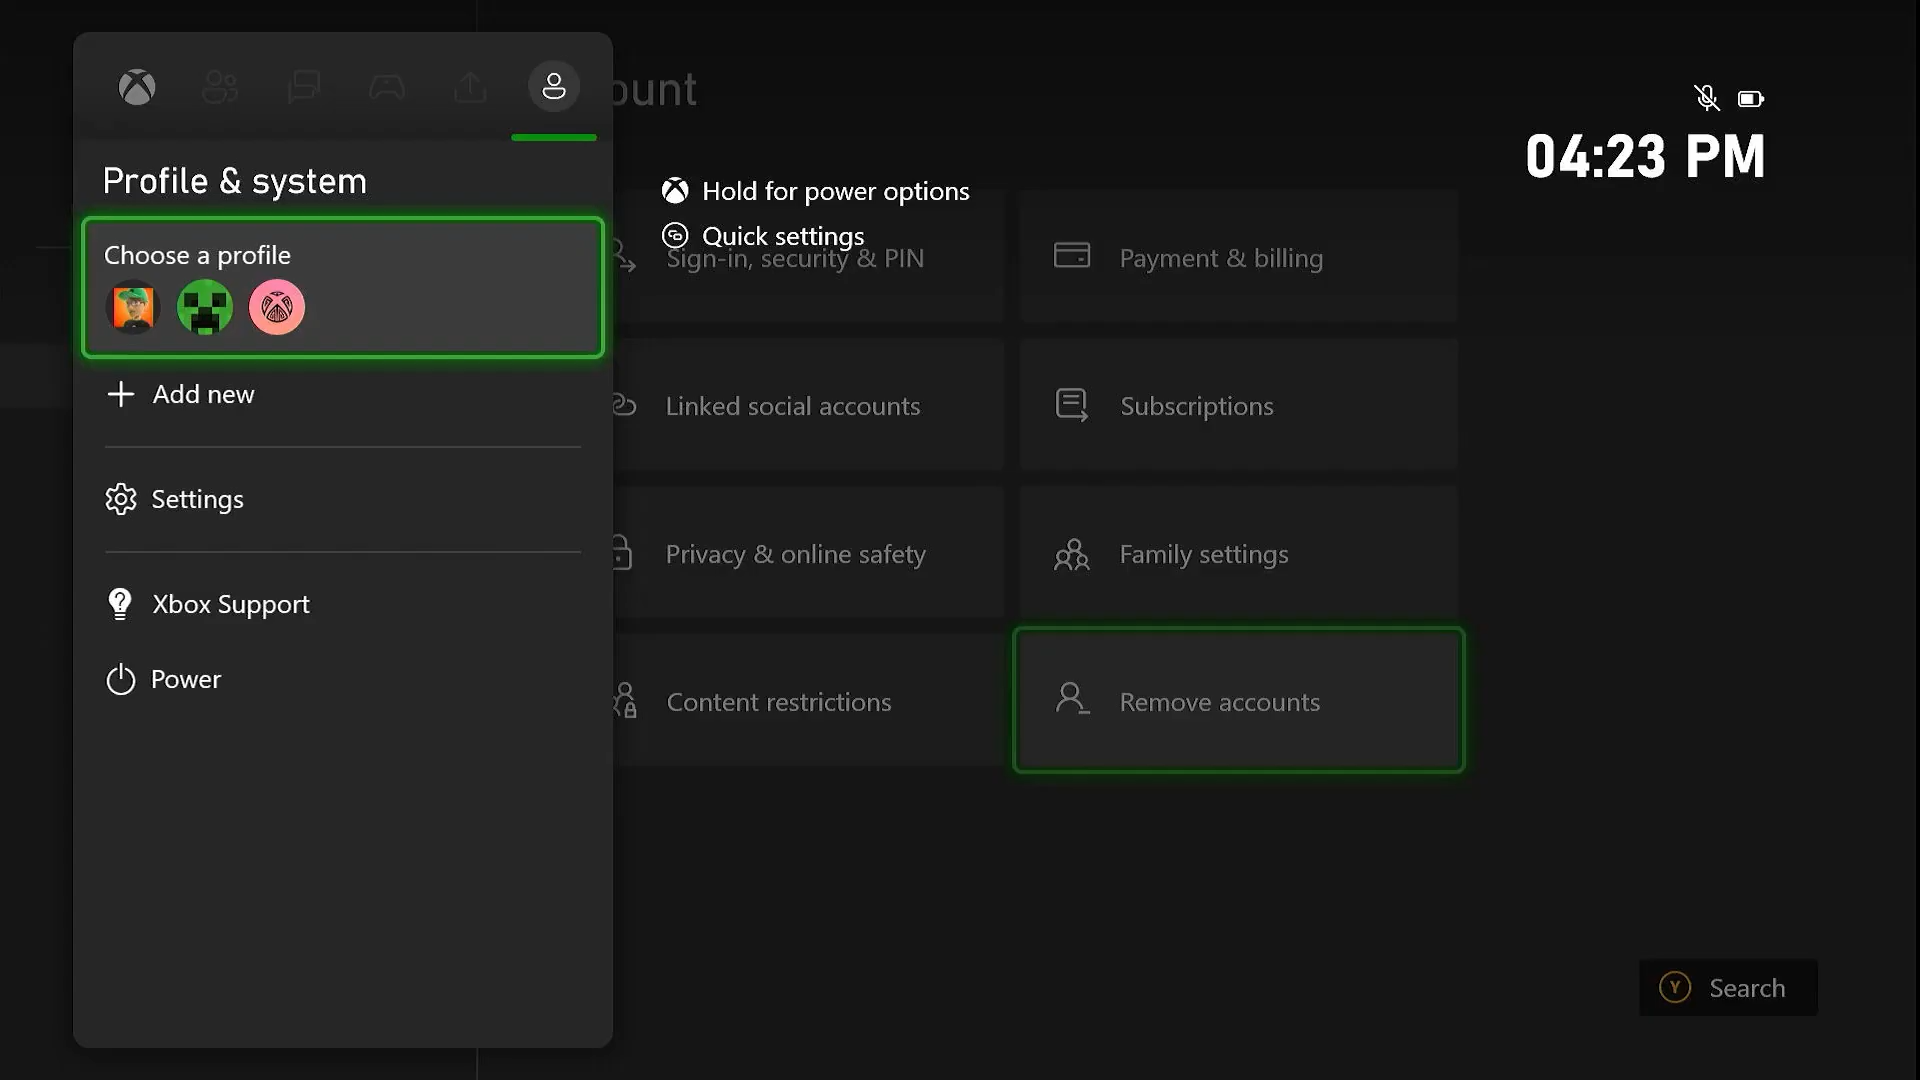 ount
04:23 PM
Profile & system
Hold for power options
Quick settings
Choose a profile
Add new
Settings
Xbox Support
Power
Sign-in, security & PIN
Payment & billing
Linked social accounts
Subscriptions
Privacy & online safety
Family settings
Content restrictions
Remove accounts
Y Search